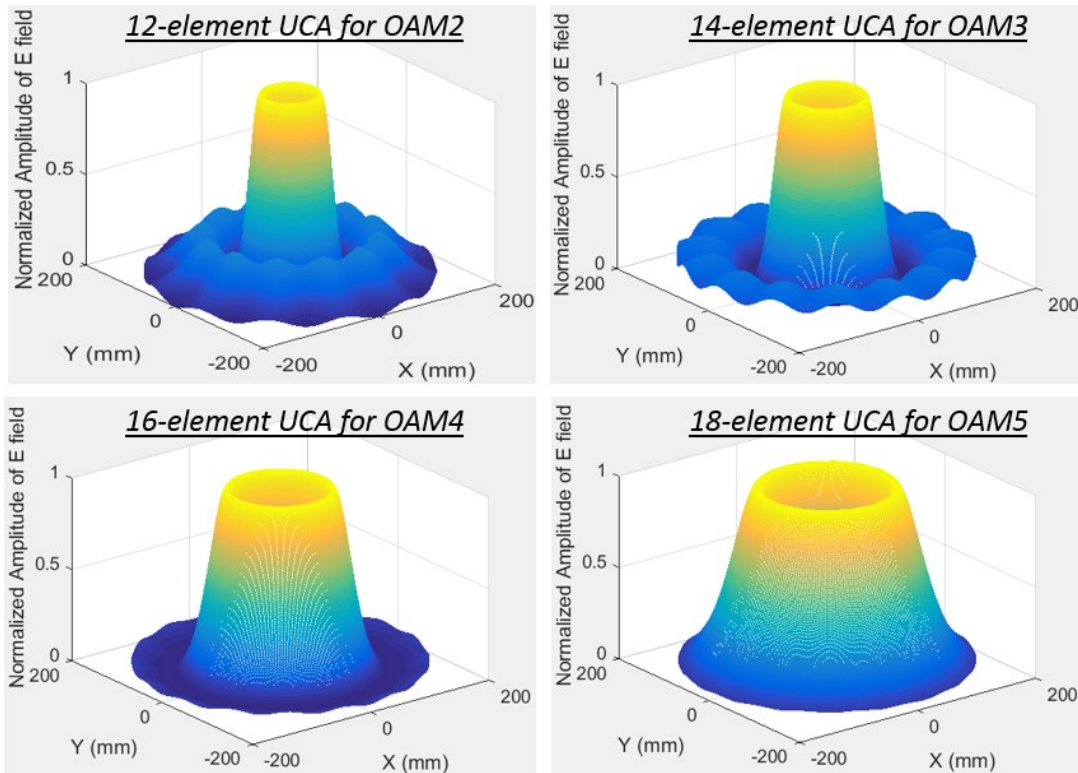 12-element UCA for OAM2
Normalized Amplitude of E field
1
0.5
0
200
0
-200
Y (mm)
-200
0
200
X (mm)
14-element UCA for OAM3
Normalized Amplitude of E field
1
0.5
0
200
0
-200
Y (mm)
-200
0
200
X (mm)
16-element UCA for OAM4
Normalized Amplitude of E field
1
0.5
0
200
0
-200
Y (mm)
-200
0
200
X (mm)
18-element UCA for OAM5
Normalized Amplitude of E field
1
0.5
0
200
0
-200
Y (mm)
-200
0
200
X (mm)